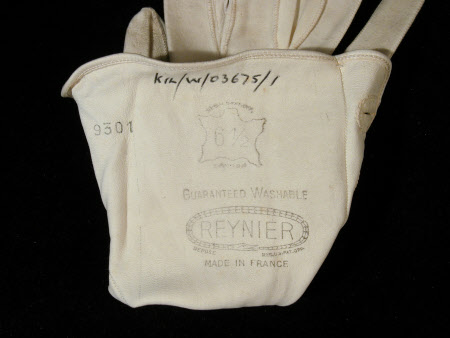 KIL/W/03675/1
9301
6½
GUARANTEED WASHABLE
REYNIER
MADE IN FRANCE